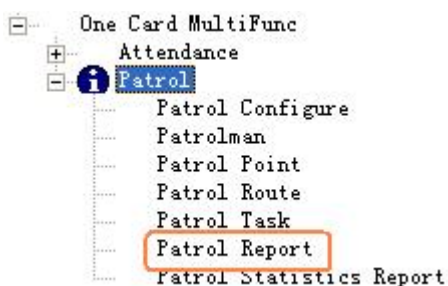 One Card MultiFunc
Attendance
Patrol
Patrol Configure
Patrolman
Patrol Point
Patrol Route
Patrol Task
Patrol Report
Patrol Statistics Report